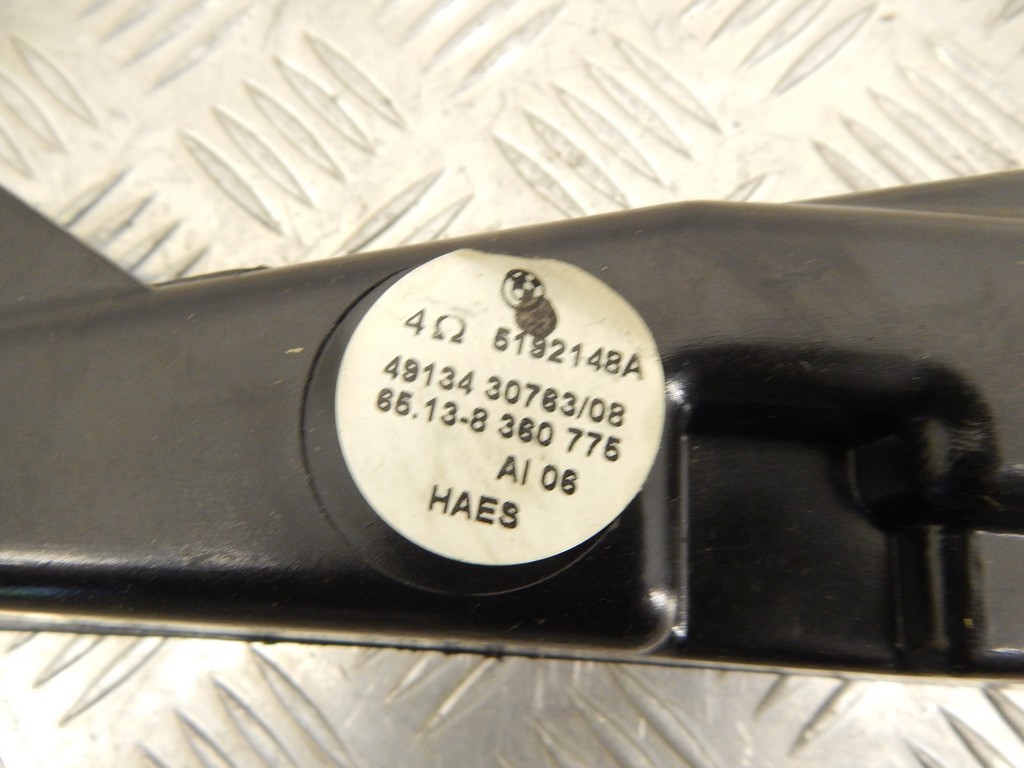 4Ω 5192148A
49134 30763/08
65.13-8 360 775
AI 06
HAES